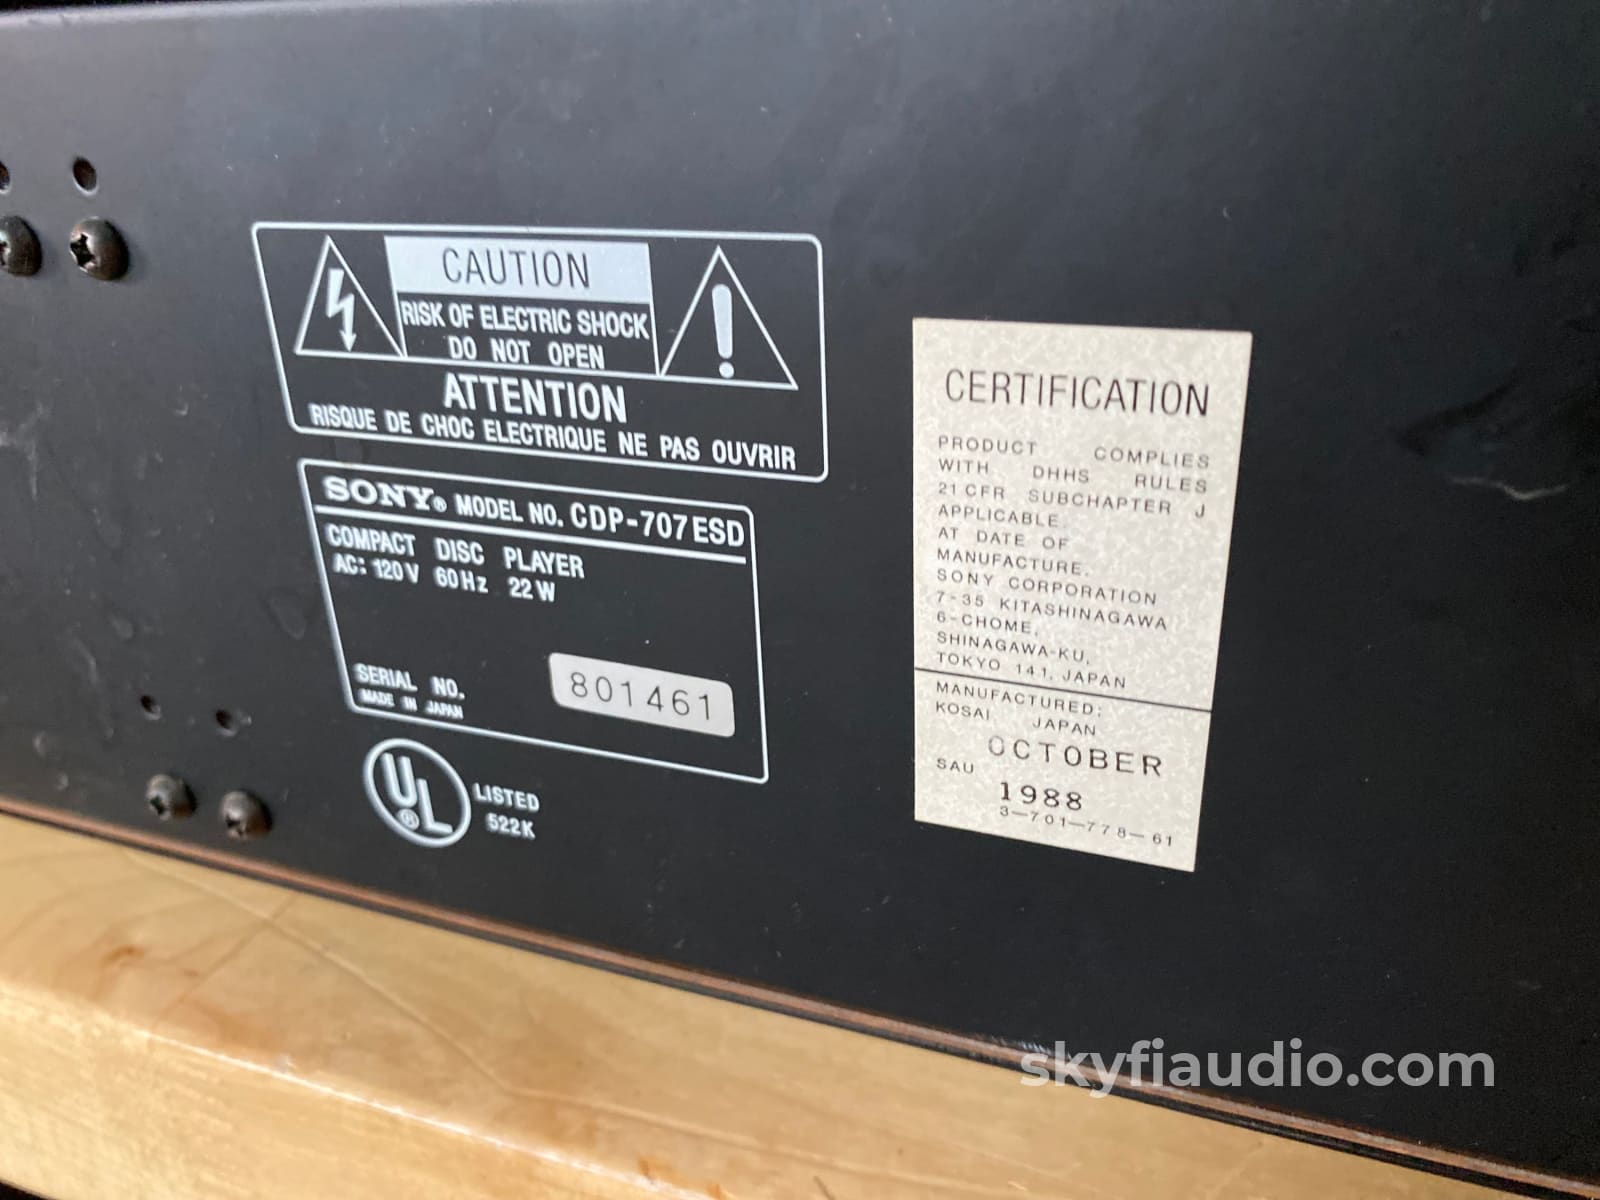 CAUTION
RISK OF ELECTRIC SHOCK
DO NOT OPEN
ATTENTION
RISQUE DE CHOC ELECTRIQUE NE PAS OUVRIR
SONY® MODEL NO. CDP-707ESD
COMPACT DISC PLAYER
AC: 120V 60Hz 22W
SERIAL NO. 801461
MADE IN JAPAN
UL® LISTED
522K
CERTIFICATION
PRODUCT COMPLIES
WITH DHHS RULES
21 CFR SUBCHAPTER J
APPLICABLE
AT DATE OF
MANUFACTURE.
SONY CORPORATION
7-35 KITASHINAGAWA
6-CHOME,
SHINAGAWA-KU,
TOKYO 141, JAPAN
MANUFACTURED:
KOSAI JAPAN
OCTOBER
SAU
1988
3-701-778-61
skyfiaudio.com